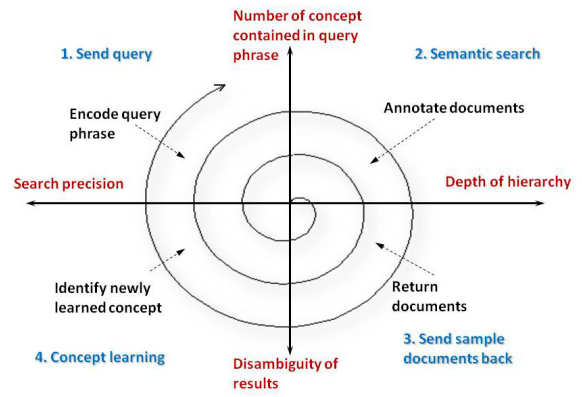 Number of concept
contained in query
phrase
1. Send query
2. Semantic search
Encode query
phrase
Annotate documents
Search precision
Depth of hierarchy
Identify newly
learned concept
Return
documents
4. Concept learning
3. Send sample
documents back
Disambiguity of
results